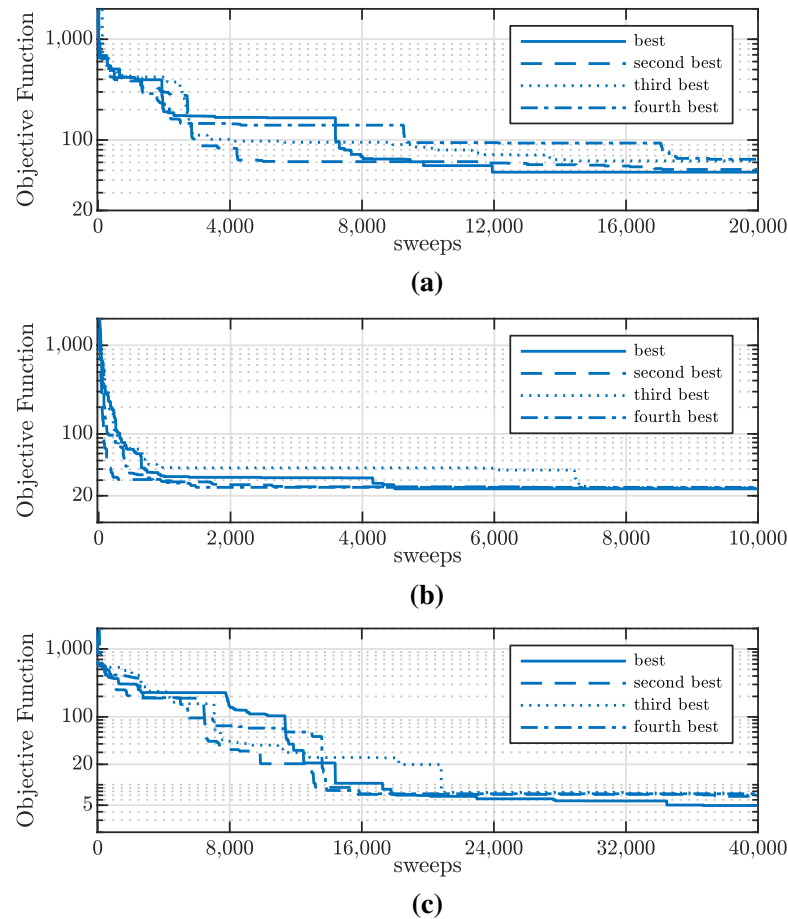 Objective Function
1,000
100
20
best
second best
third best
fourth best
0 4,000 8,000 12,000 16,000 20,000
sweeps
(a)
Objective Function
1,000
100
20
best
second best
third best
fourth best
0 2,000 4,000 6,000 8,000 10,000
sweeps
(b)
Objective Function
1,000
100
20
5
best
second best
third best
fourth best
0 8,000 16,000 24,000 32,000 40,000
sweeps
(c)